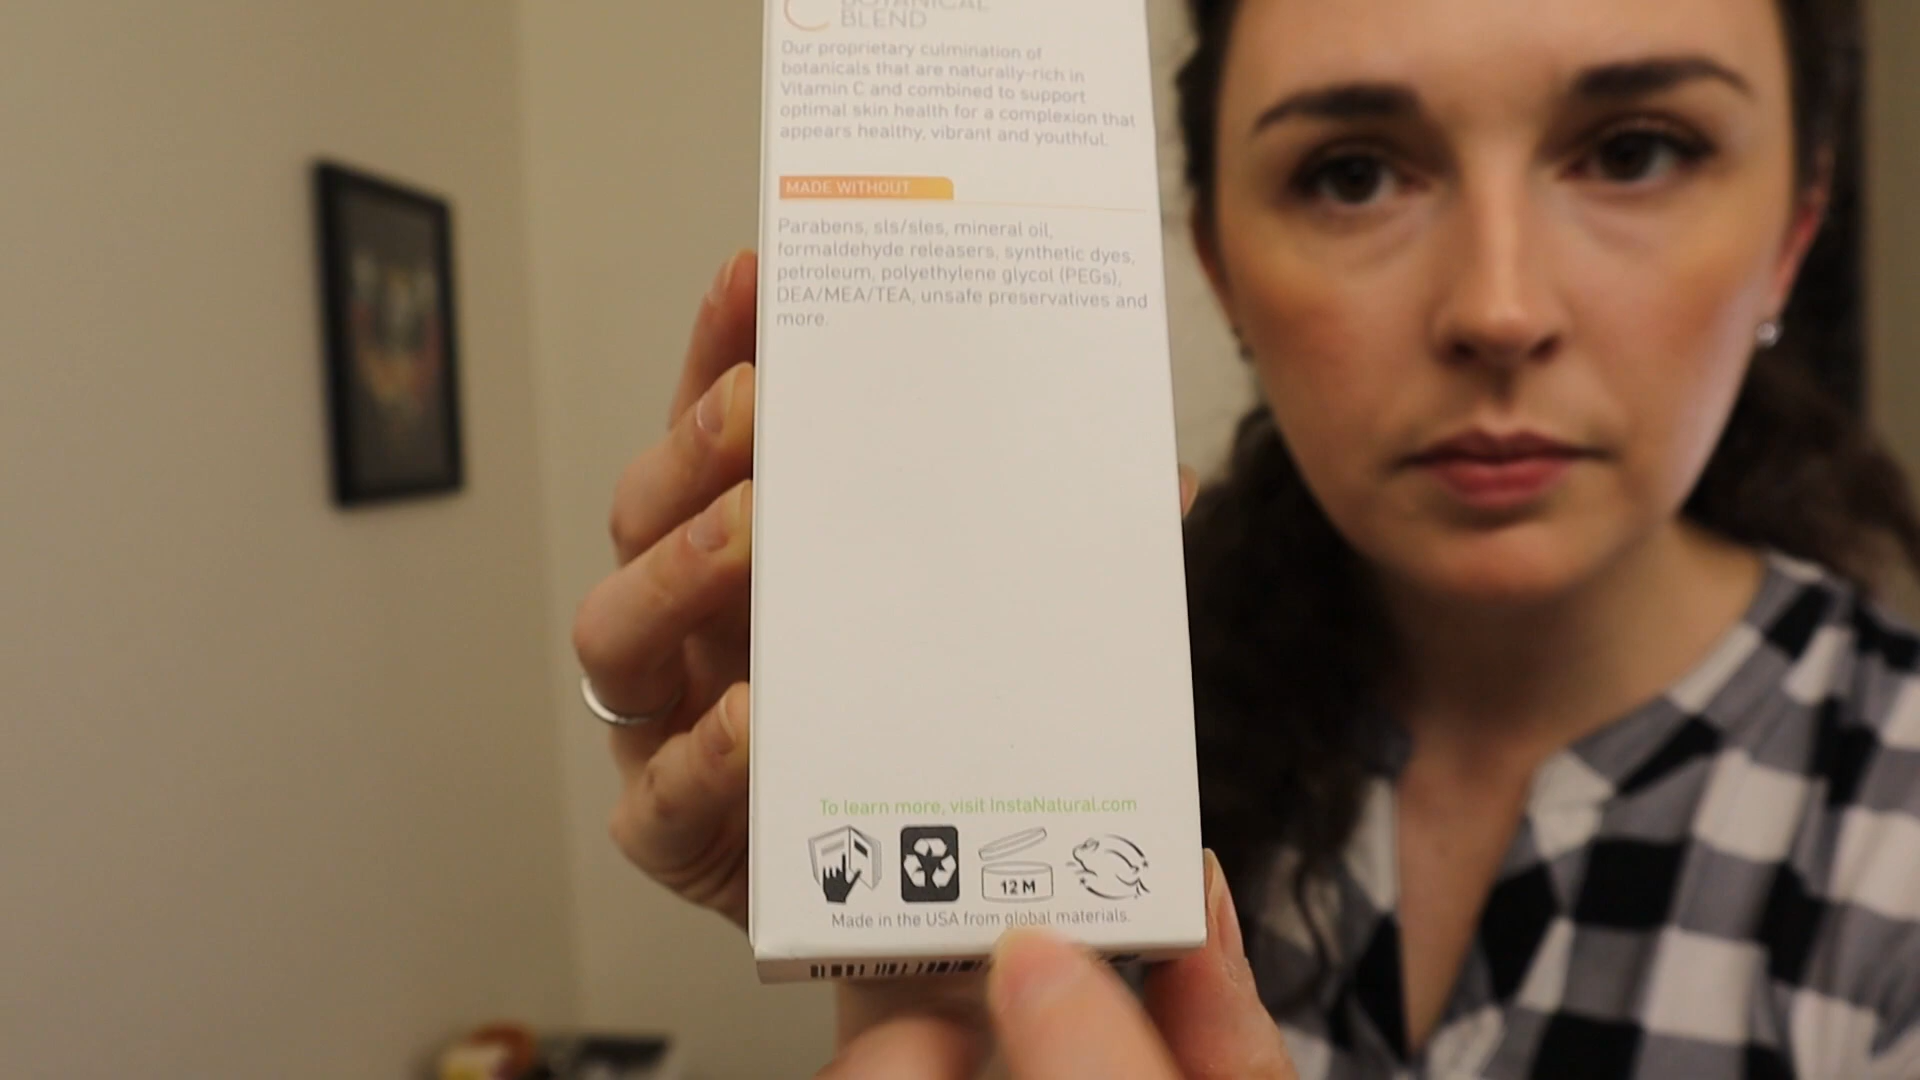 BOTANICAL
BLEND
Our proprietary culmination of
botanicals that are naturally-rich in
Vitamin C and combined to support
optimal skin health for a complexion that
appears healthy, vibrant and youthful.
MADE WITHOUT
Parabens, sls/sles, mineral oil,
formaldehyde releasers, synthetic dyes,
petroleum, polyethylene glycol (PEGs),
DEA/MEA/TEA, unsafe preservatives and
more.
To learn more, visit InstaNatural.com
12 M
Made in the USA from global materials.